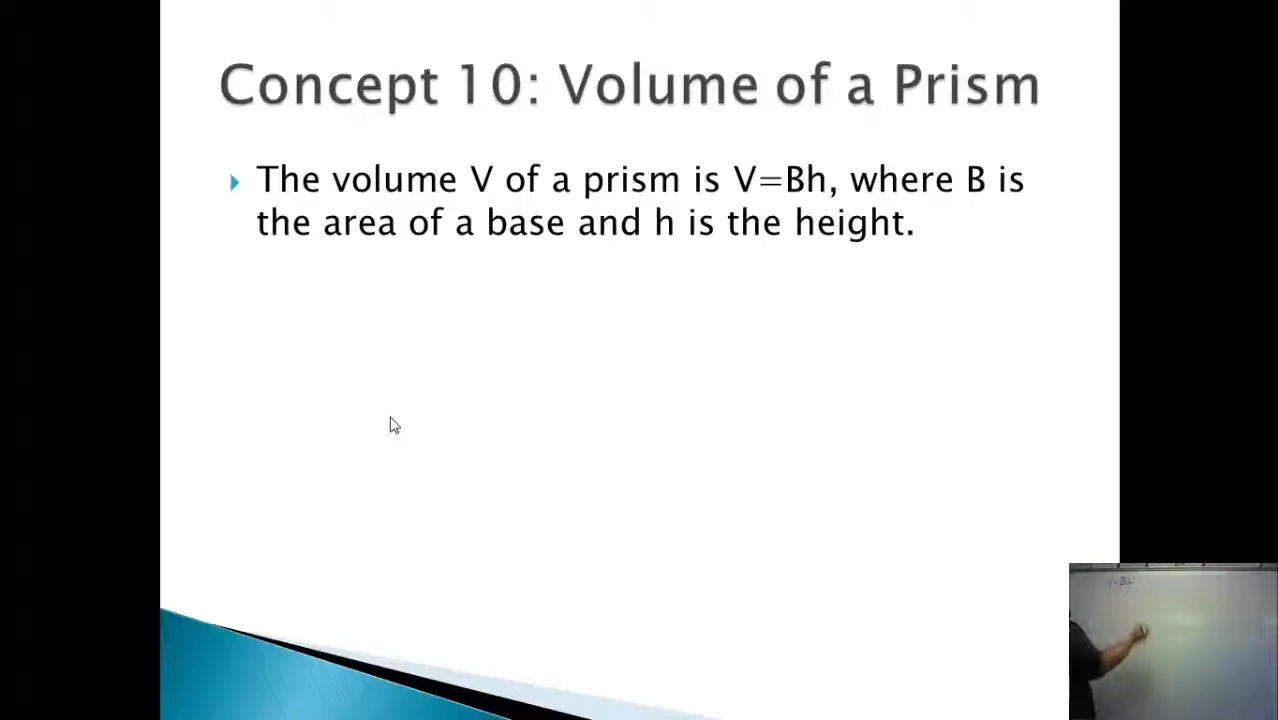 Concept 10: Volume of a Prism
The volume V of a prism is V=Bh, where B is
the area of a base and h is the height.
V=Bh